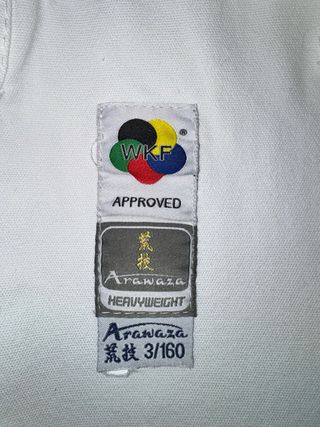 ®
WKF
APPROVED
荒
技
Arawaza
HEAVYWEIGHT
Arawaza
荒技 3/160